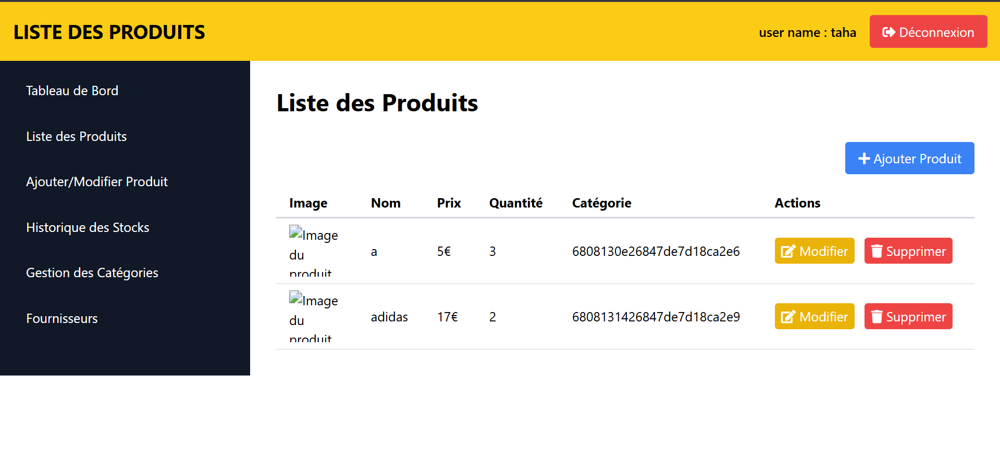 LISTE DES PRODUITS
user name : taha
Déconnexion
Tableau de Bord
Liste des Produits
Ajouter/Modifier Produit
Historique des Stocks
Gestion des Catégories
Fournisseurs
Liste des Produits
Ajouter Produit
Image Nom Prix Quantité Catégorie Actions
Image
du
produit
a 5€ 3 6808130e26847de7d18ca2e6 Modifier Supprimer
Image
du
produit
adidas 17€ 2 6808131426847de7d18ca2e9 Modifier Supprimer